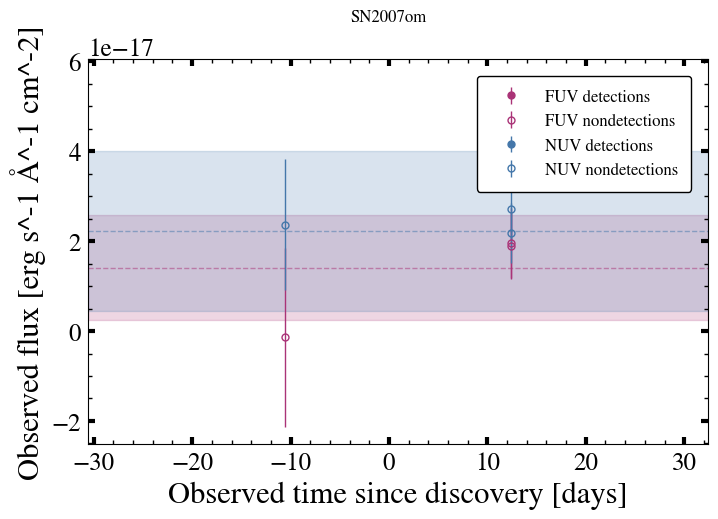 SN2007om
1e−17
6
4
2
0
−2
Observed flux [erg s^-1 Å^-1 cm^-2]
FUV detections
FUV nondetections
NUV detections
NUV nondetections
−30 −20 −10 0 10 20 30
Observed time since discovery [days]